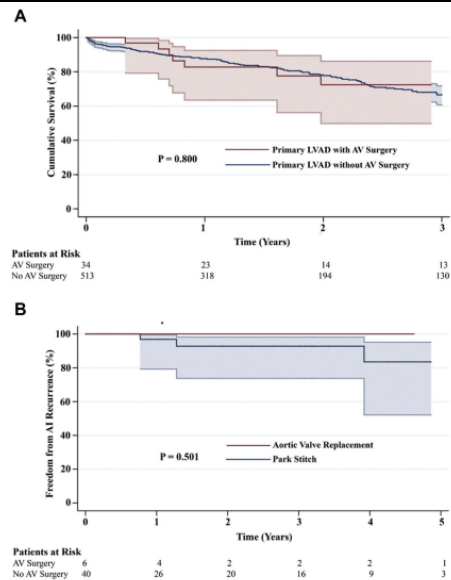 A
100
80
60
40
20
0
Cumulative Survival (%)
Primary LVAD with AV Surgery
Primary LVAD without AV Surgery
P = 0.800
0 1 2 3
Time (Years)
Patients at Risk
AV Surgery 34 23 14 13
No AV Surgery 513 318 194 130
B
100
80
60
40
20
0
Freedom from AI Recurrence (%)
Aortic Valve Replacement
Park Stitch
P = 0.501
0 1 2 3 4 5
Time (Years)
Patients at Risk
AV Surgery 6 4 2 2 2 1
No AV Surgery 40 26 20 16 9 3